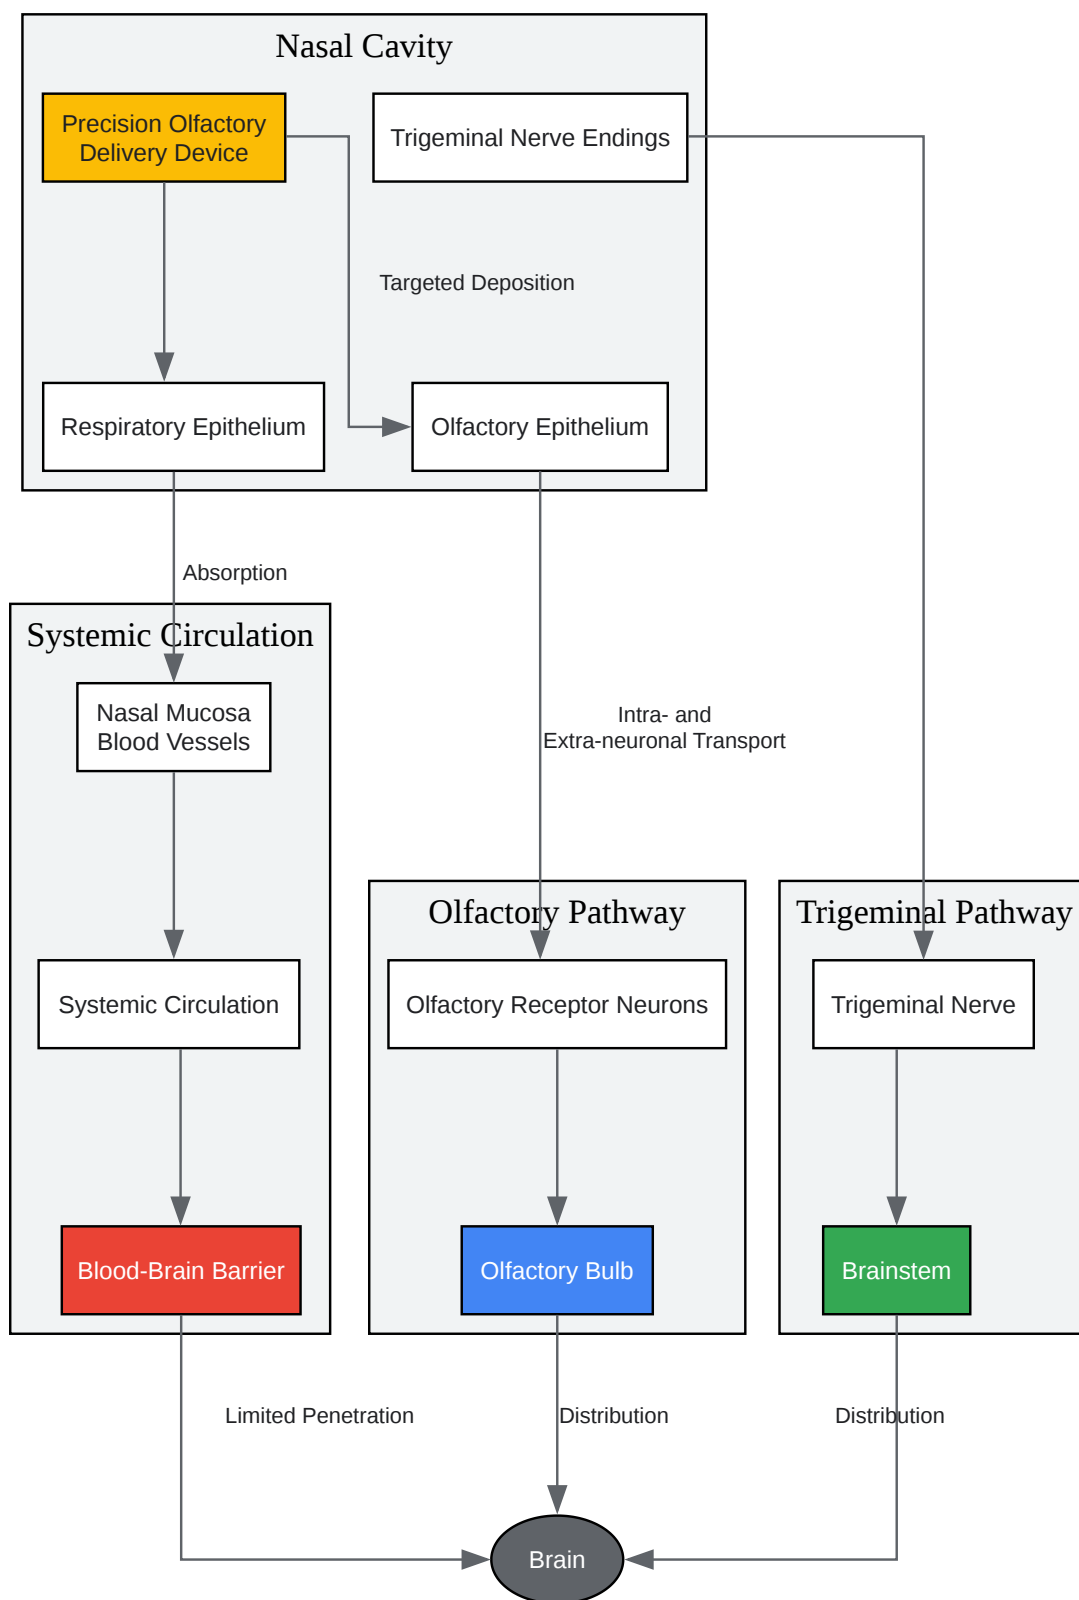 Nasal Cavity
Precision Olfactory
Delivery Device
Trigeminal Nerve Endings
Targeted Deposition
Respiratory Epithelium
Olfactory Epithelium
Absorption
Systemic Circulation
Nasal Mucosa
Blood Vessels
Intra- and
Extra-neuronal Transport
Olfactory Pathway
Trigeminal Pathway
Systemic Circulation
Olfactory Receptor Neurons
Trigeminal Nerve
Blood-Brain Barrier
Olfactory Bulb
Brainstem
Limited Penetration
Distribution
Distribution
Brain